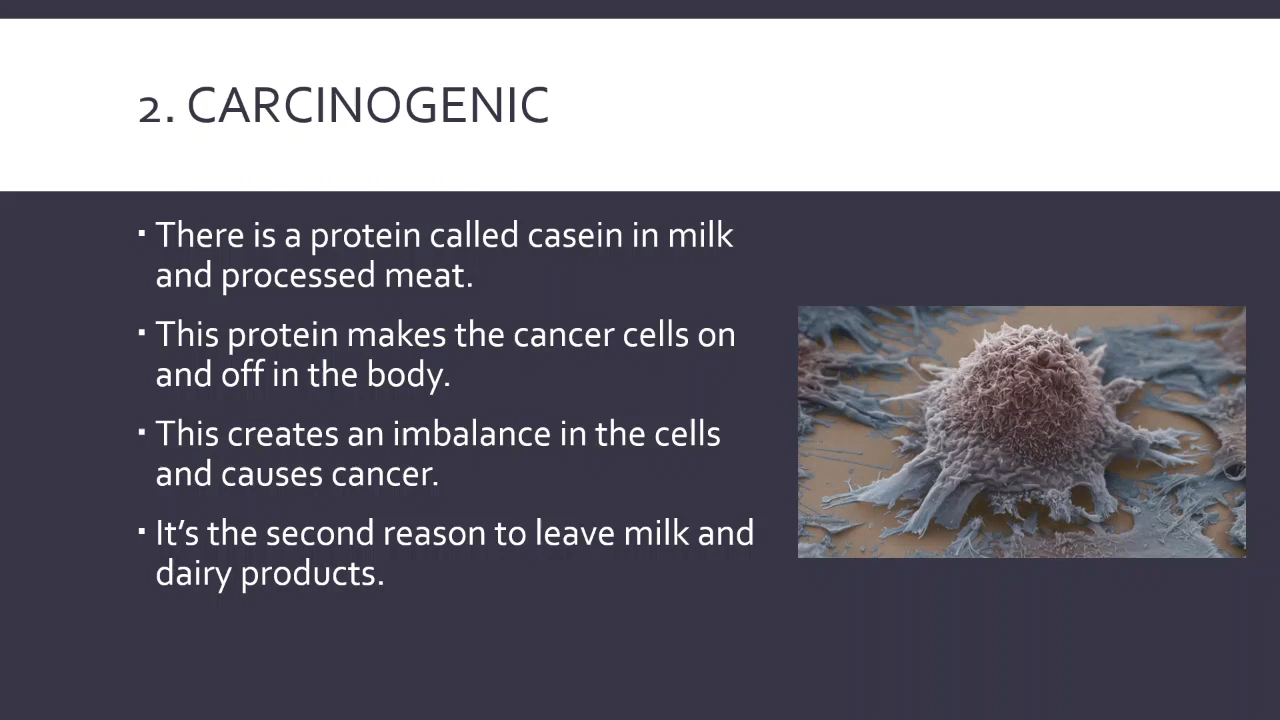 2. CARCINOGENIC
▪ There is a protein called casein in milk
and processed meat.
▪ This protein makes the cancer cells on
and off in the body.
▪ This creates an imbalance in the cells
and causes cancer.
▪ It’s the second reason to leave milk and
dairy products.